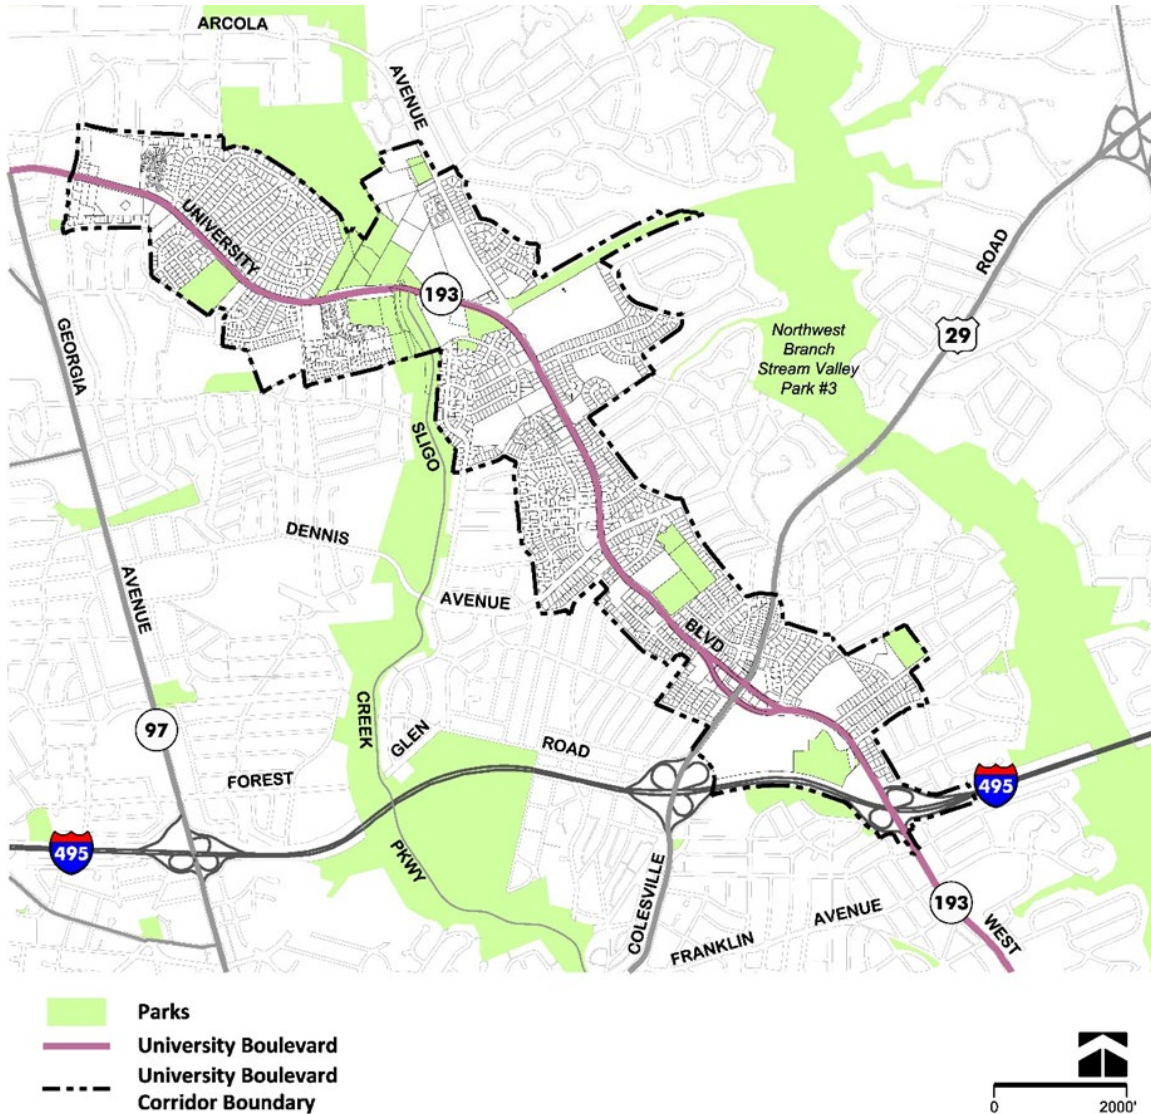 ARCOLA
AVENUE
UNIVERSITY
193
GEORGIA
ROAD
29
Northwest
Branch
Stream Valley
Park #3
SLIGO
DENNIS
AVENUE
AVENUE
BLVD
CREEK
GLEN
ROAD
97
FOREST
495
495
PKWY
COLESVILLE
FRANKLIN
AVENUE
193
WEST
Parks
University Boulevard
University Boulevard
Corridor Boundary
0 2000'